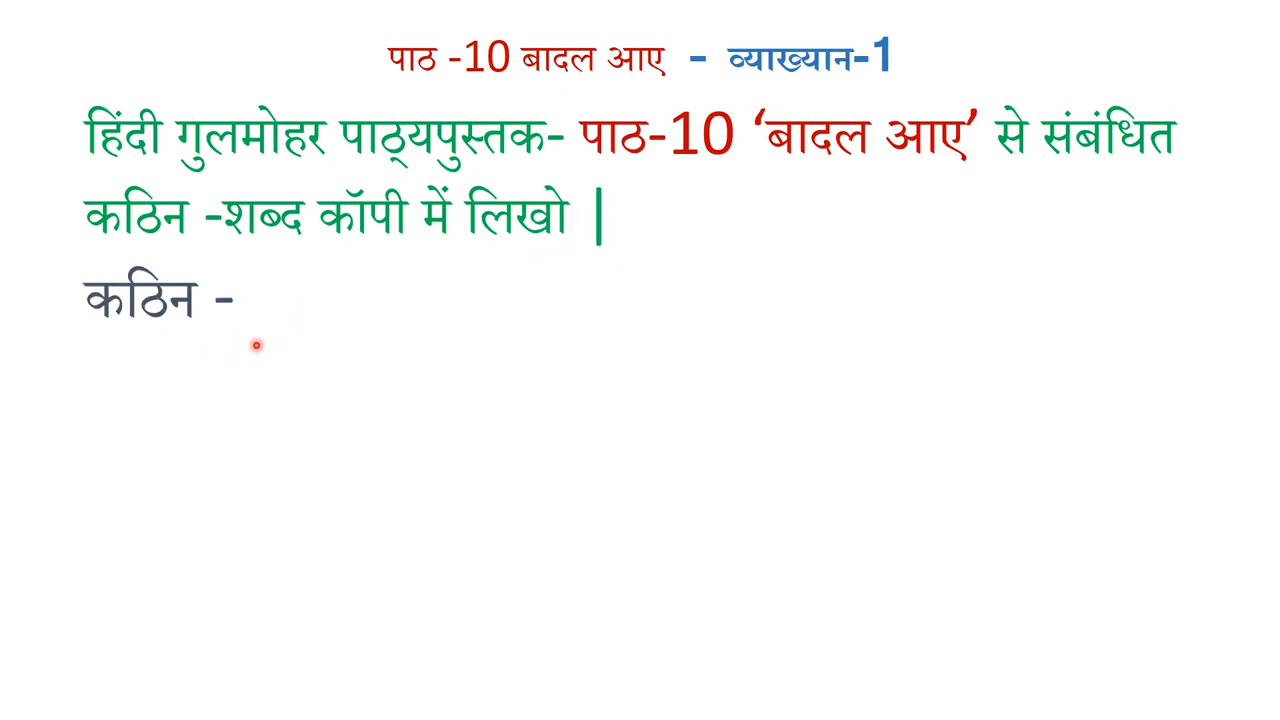 पाठ -10 बादल आए - व्याख्यान-1
हिंदी गुलमोहर पाठ्यपुस्तक- पाठ-10 ‘बादल आए’ से संबंधित
कठिन -शब्द कॉपी में लिखो |
कठिन -